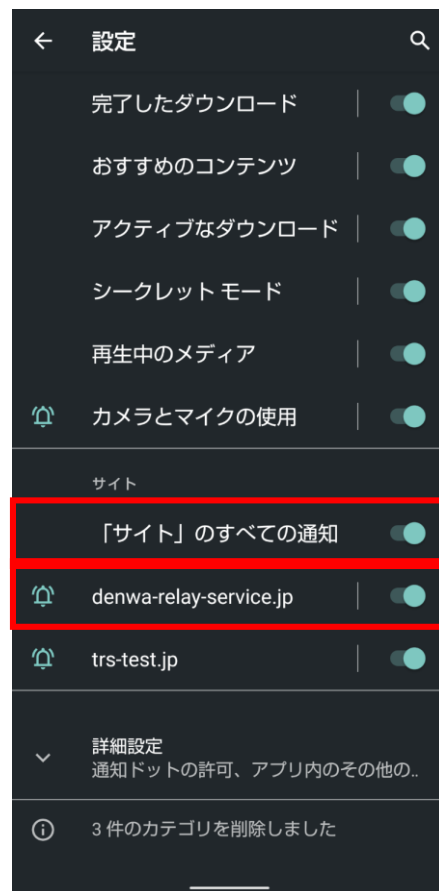 設定
完了したダウンロード
おすすめのコンテンツ
アクティブなダウンロード
シークレット モード
再生中のメディア
カメラとマイクの使用
サイト
「サイト」のすべての通知
denwa-relay-service.jp
trs-test.jp
詳細設定
通知ドットの許可、アプリ内のその他の..
3 件のカテゴリを削除しました